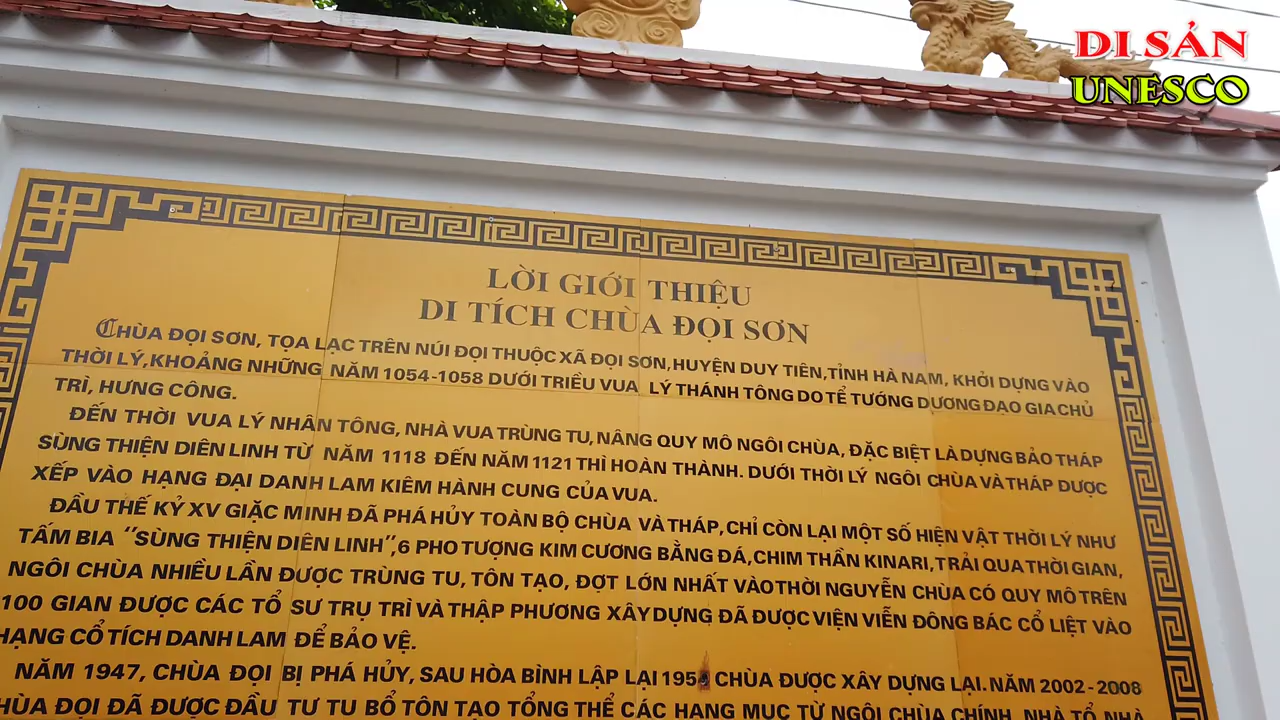 DI SẢN
UNESCO
LỜI GIỚI THIỆU
DI TÍCH CHÙA ĐỌI SƠN
CHÙA ĐỌI SƠN, TỌA LẠC TRÊN NÚI ĐỌI THUỘC XÃ ĐỌI SƠN,HUYỆN DUY TIÊN,TỈNH HÀ NAM, KHỞI DỰNG VÀO
THỜI LÝ,KHOẢNG NHỮNG NĂM 1054-1058 DƯỚI TRIỀU VUA LÝ THÁNH TÔNG DO TỂ TƯỚNG DƯƠNG ĐẠO GIA CHỦ
TRÌ, HƯNG CÔNG.
ĐẾN THỜI VUA LÝ NHÂN TÔNG, NHÀ VUA TRÙNG TU, NÂNG QUY MÔ NGÔI CHÙA, ĐẶC BIỆT LÀ DỰNG BẢO THÁP
SÙNG THIỆN DIÊN LINH TỪ NĂM 1118 ĐẾN NĂM 1121 THÌ HOÀN THÀNH. DƯỚI THỜI LÝ NGÔI CHÙA VÀ THÁP ĐƯỢC
XẾP VÀO HẠNG ĐẠI DANH LAM KIÊM HÀNH CUNG CỦA VUA.
ĐẦU THẾ KỶ XV GIẶC MINH ĐÃ PHÁ HỦY TOÀN BỘ CHÙA VÀ THÁP, CHỈ CÒN LẠI MỘT SỐ HIỆN VẬT THỜI LÝ NHƯ
TẤM BIA "SÙNG THIỆN DIÊN LINH",6 PHO TƯỢNG KIM CƯƠNG BẰNG ĐÁ,CHIM THẦN KINARI,TRẢI QUA THỜI GIAN,
NGÔI CHÙA NHIỀU LẦN ĐƯỢC TRÙNG TU, TÔN TẠO, ĐỢT LỚN NHẤT VÀO THỜI NGUYỄN CHÙA CÓ QUY MÔ TRÊN
100 GIAN ĐƯỢC CÁC TỔ SƯ TRỤ TRÌ VÀ THẬP PHƯƠNG XÂY DỰNG ĐÃ ĐƯỢC VIỆN VIỄN ĐÔNG BÁC CỔ LIỆT VÀO
HẠNG CỔ TÍCH DANH LAM ĐỂ BẢO VỆ.
NĂM 1947, CHÙA ĐỌI BỊ PHÁ HỦY, SAU HÒA BÌNH LẬP LẠI 1954 CHÙA ĐƯỢC XÂY DỰNG LẠI. NĂM 2002-2008
CHÙA ĐỌI ĐÃ ĐƯỢC ĐẦU TƯ TU BỔ TÔN TẠO TỔNG THỂ CÁC HẠNG MỤC TỪ NGÔI CHÙA CHÍNH, NHÀ TỔ, NHÀ